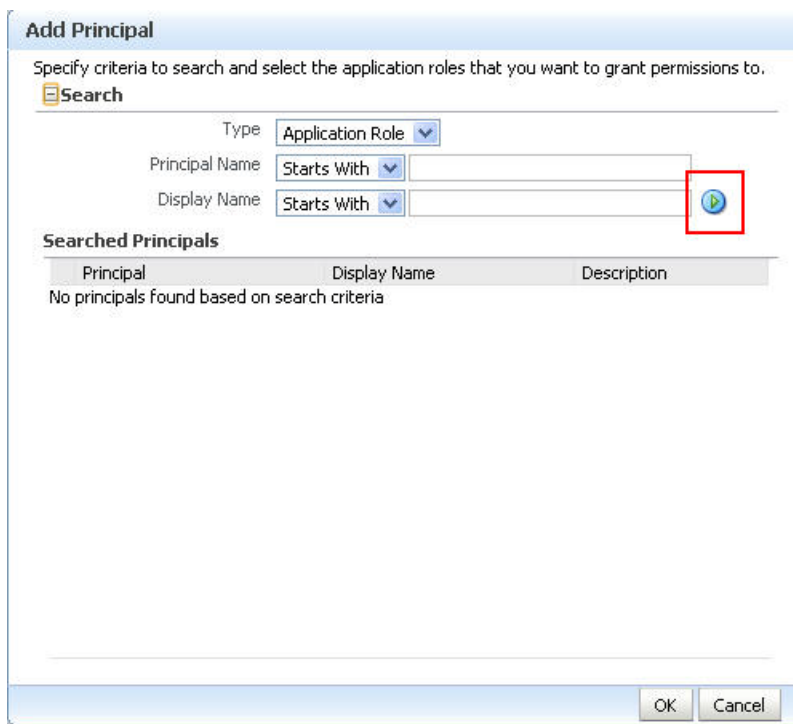 Add Principal
Specify criteria to search and select the application roles that you want to grant permissions to.
Search
Type Application Role
Principal Name Starts With
Display Name Starts With
Searched Principals
Principal Display Name Description
No principals found based on search criteria
OK Cancel